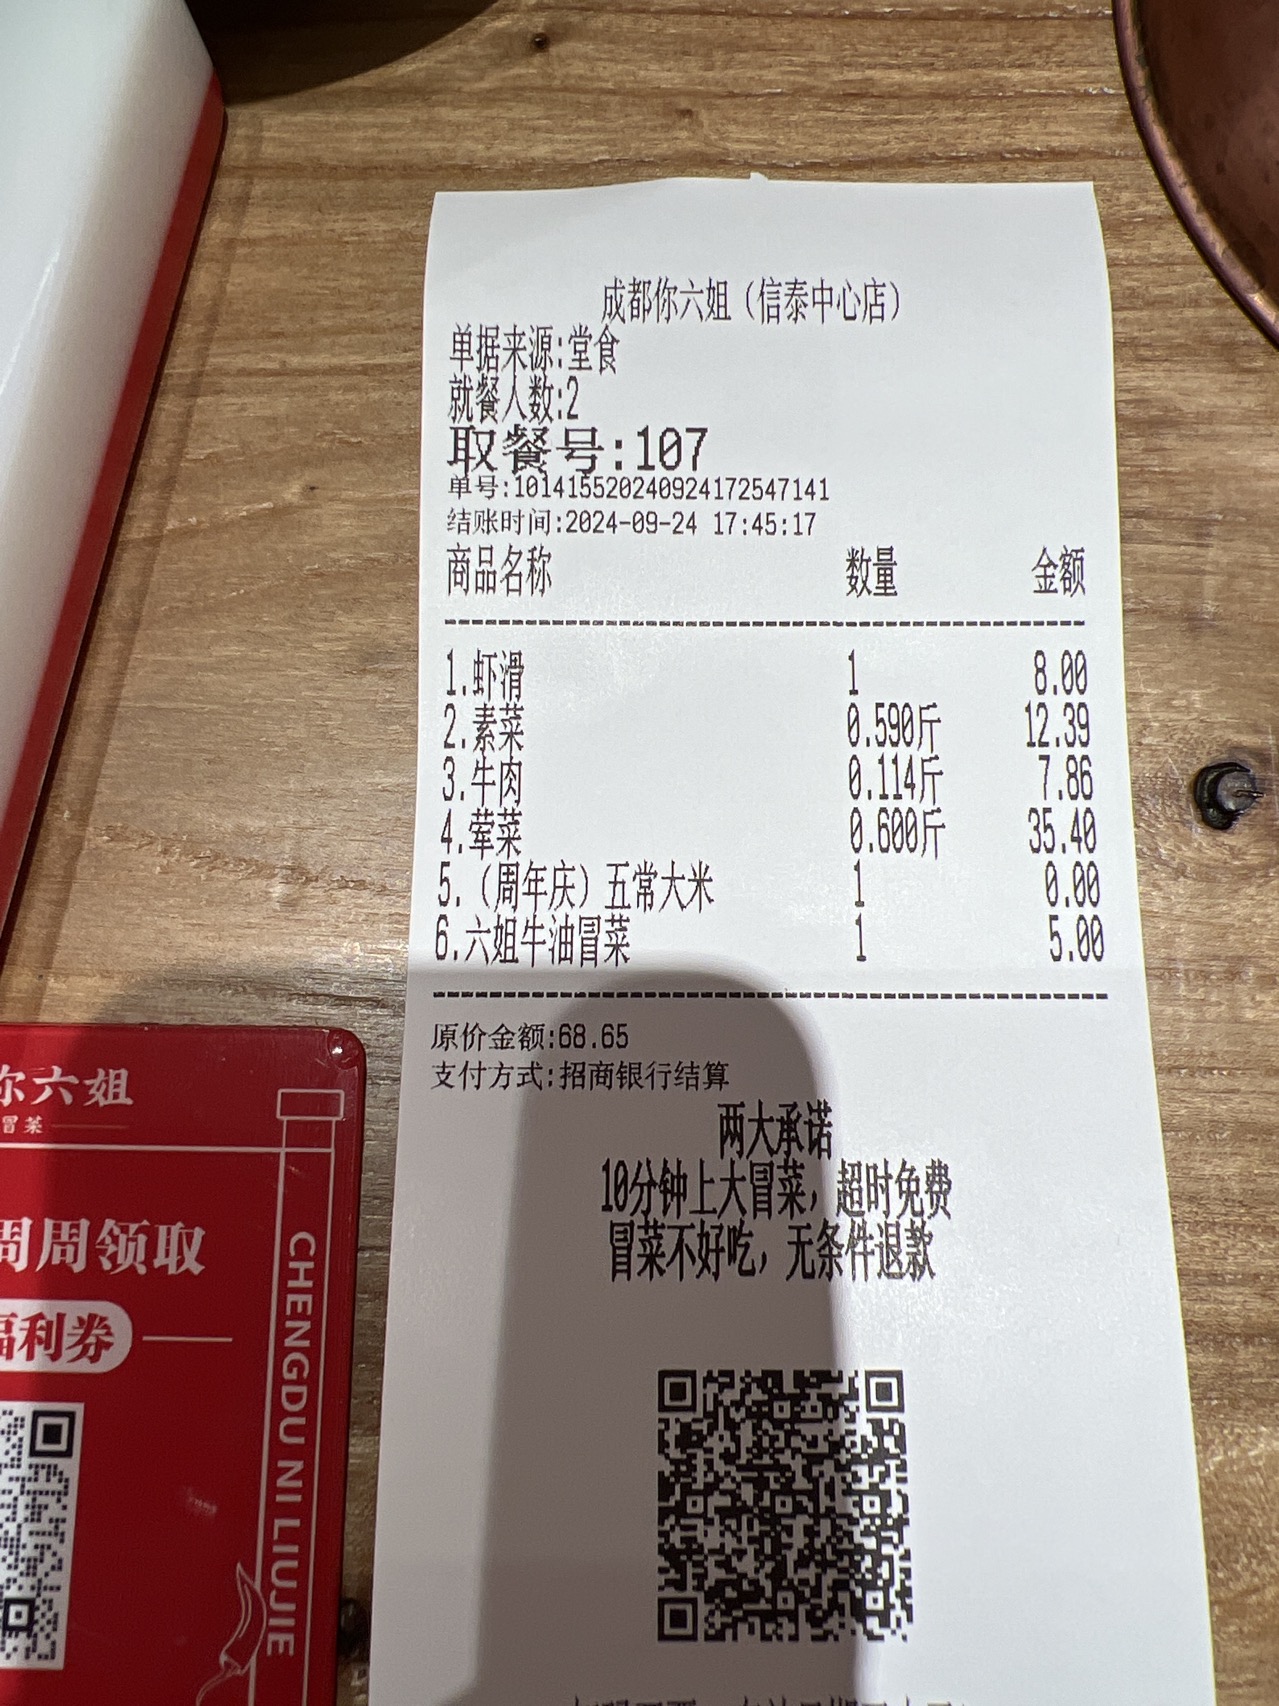 成都你六姐（信泰中心店）
单据来源:堂食
就餐人数:2
取餐号:107
单号:101415520240924172547141
结账时间:2024-09-24 17:45:17
商品名称 数量 金额
1.虾滑 1 8.00
2.素菜 0.590斤 12.39
3.牛肉 0.114斤 7.86
4.荤菜 0.600斤 35.40
5.（周年庆）五常大米 1 0.00
6.六姐牛油冒菜 1 5.00
原价金额:68.65
支付方式:招商银行结算
两大承诺
10分钟上大冒菜，超时免费
冒菜不好吃，无条件退款
你六姐
冒菜
周周领取
福利券
CHENGDU NI LIUJIE